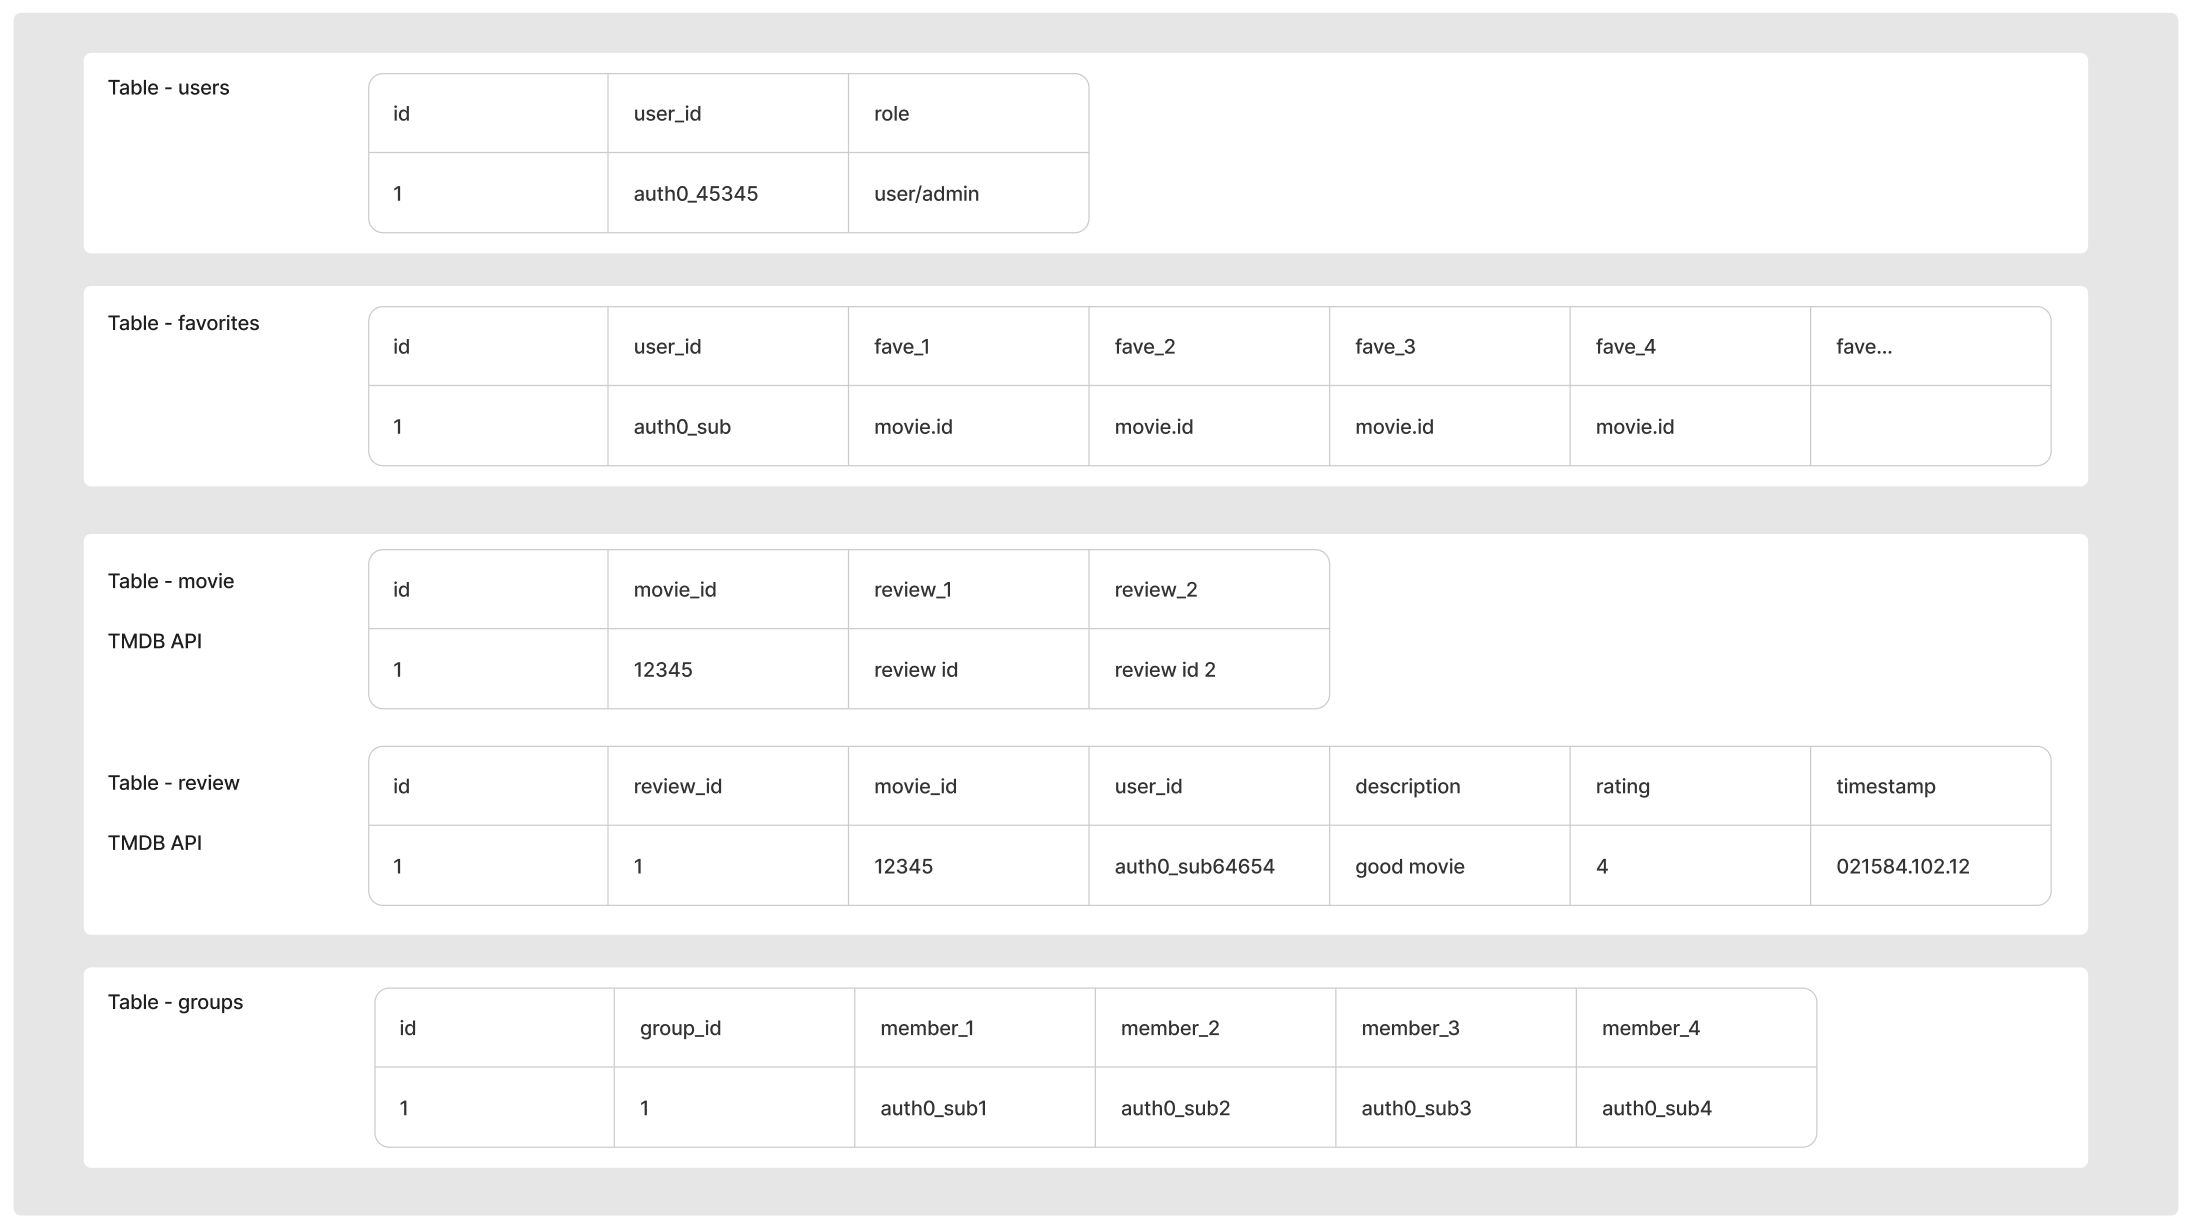 Table - users
id user_id role
1 auth0_45345 user/admin
Table - favorites
id user_id fave_1 fave_2 fave_3 fave_4 fave...
1 auth0_sub movie.id movie.id movie.id movie.id
Table - movie
TMDB API
id movie_id review_1 review_2
1 12345 review id review id 2
Table - review
TMDB API
id review_id movie_id user_id description rating timestamp
1 1 12345 auth0_sub64654 good movie 4 021584.102.12
Table - groups
id group_id member_1 member_2 member_3 member_4
1 1 auth0_sub1 auth0_sub2 auth0_sub3 auth0_sub4